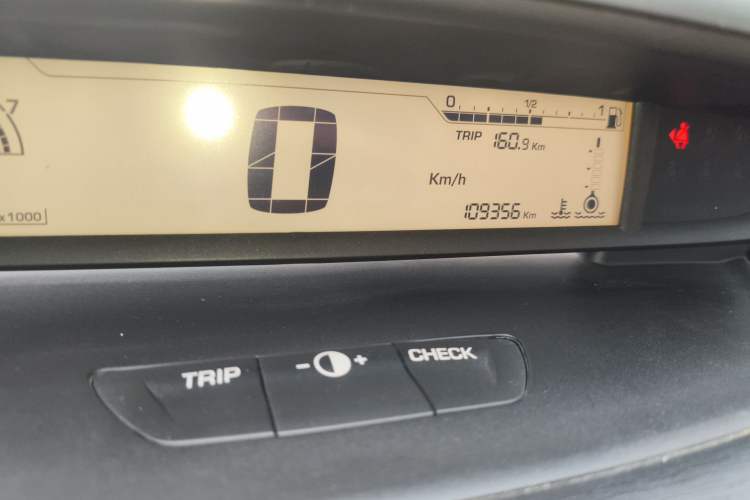 7
x1000
0
0 1/2 1
TRIP 160.9 Km
Km/h
109356 Km
TRIP
- +
CHECK